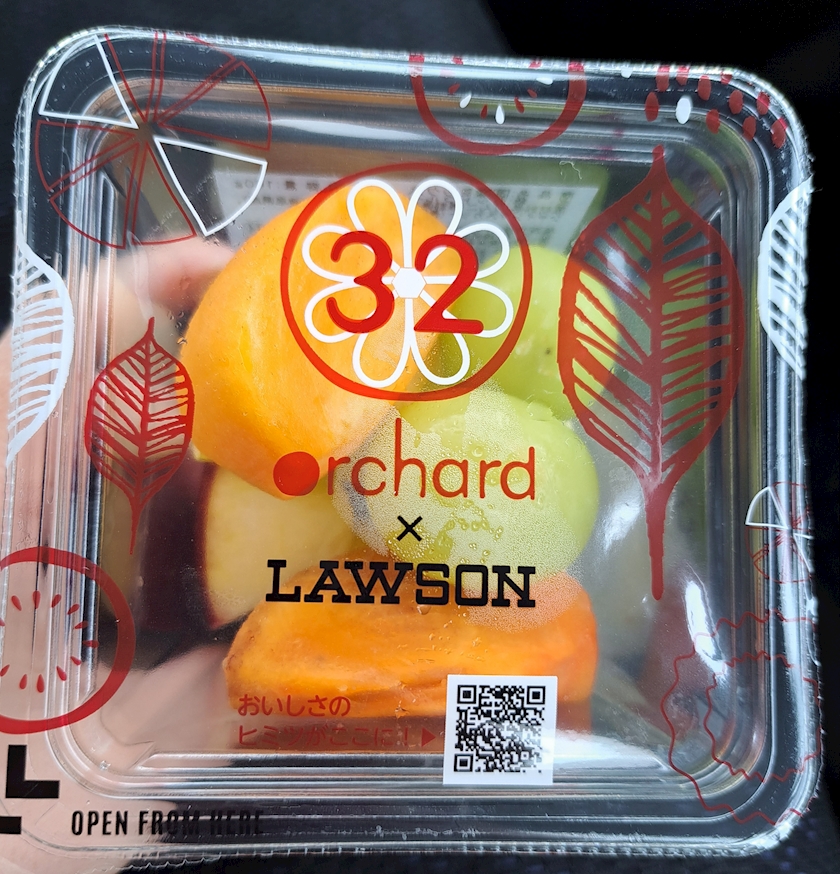 32
orchard
×
LAWSON
おいしさの
ヒミツがここに!▶
OPEN FROM HERE